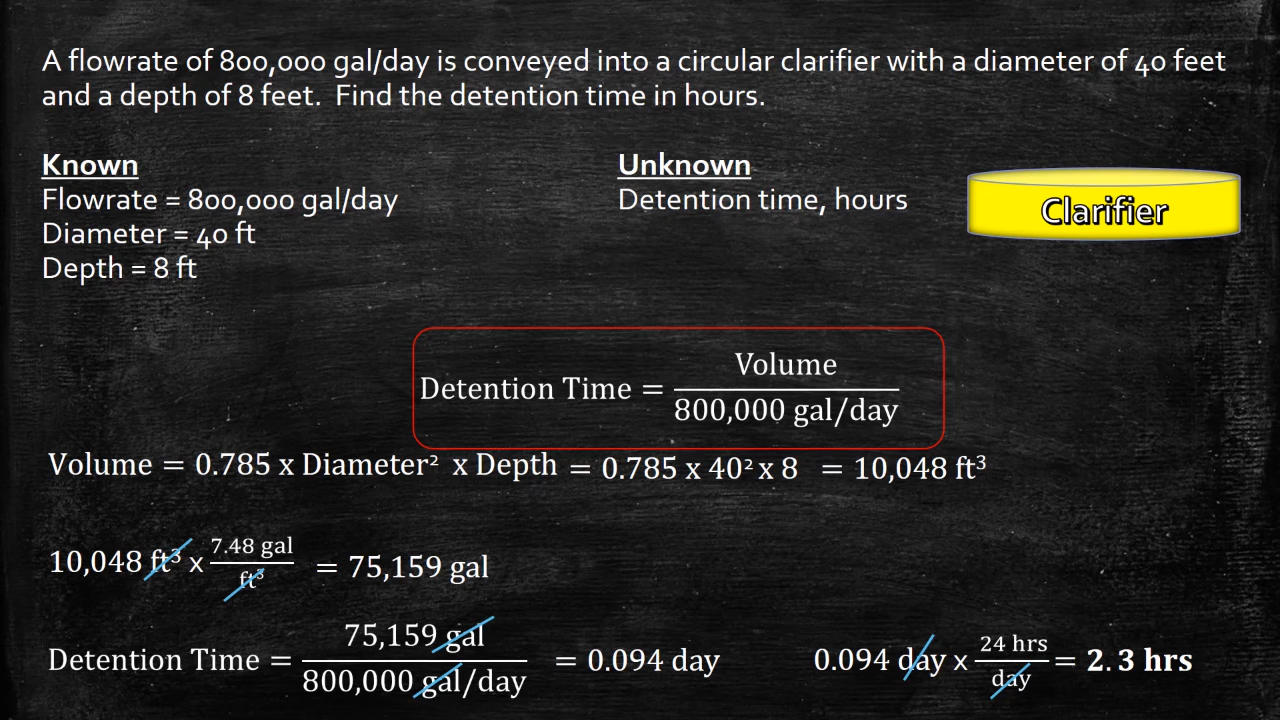 A flowrate of 800,000 gal/day is conveyed into a circular clarifier with a diameter of 40 feet
and a depth of 8 feet.  Find the detention time in hours.
Known
Flowrate = 800,000 gal/day
Diameter = 40 ft
Depth = 8 ft
Unknown
Detention time, hours
Clarifier
Detention Time = Volume / 800,000 gal/day
Volume = 0.785 x Diameter² x Depth = 0.785 x 40² x 8 = 10,048 ft³
10,048 ft³ x 7.48 gal / ft³ = 75,159 gal
Detention Time = 75,159 gal / 800,000 gal/day = 0.094 day
0.094 day x 24 hrs / day = 2.3 hrs